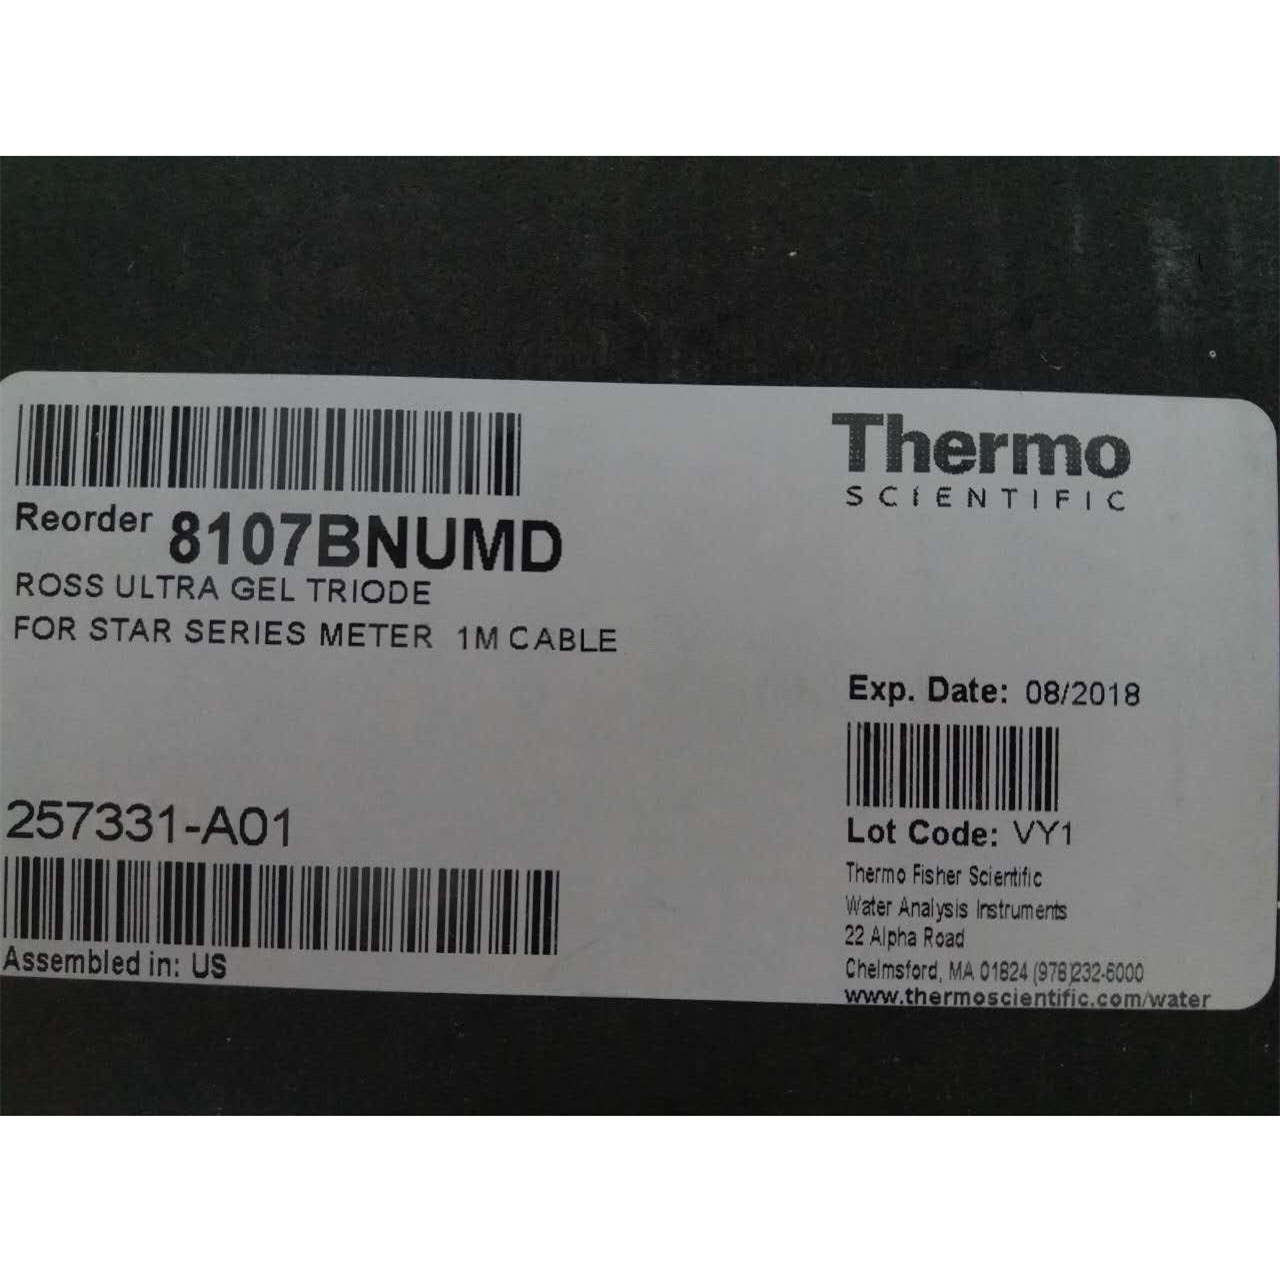 Reorder 8107BNUMD
ROSS ULTRA GEL TRIODE
FOR STAR SERIES METER 1M CABLE
257331-A01
Assembled in: US
Thermo
SCIENTIFIC
Exp. Date: 08/2018
Lot Code: VY1
Thermo Fisher Scientific
Water Analysis Instruments
22 Alpha Road
Chelmsford, MA 01824 (978)232-6000
www.thermoscientific.com/water